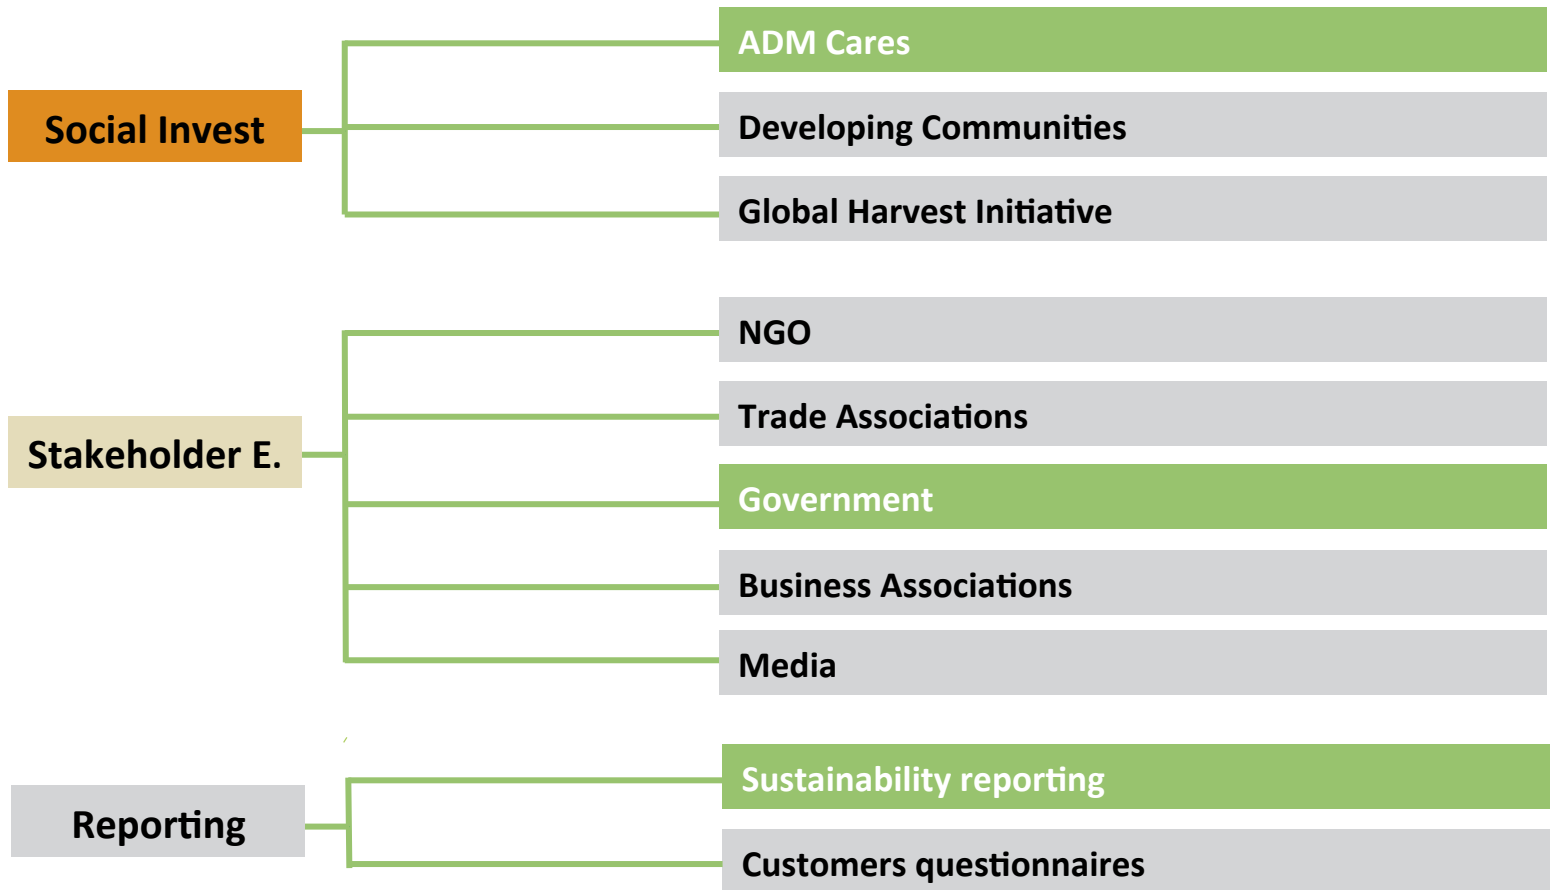 ADM Cares
Social Invest
Developing Communities
Global Harvest Initiative
NGO
Trade Associations
Stakeholder E.
Government
Business Associations
Media
Sustainability reporting
Reporting
Customers questionnaires